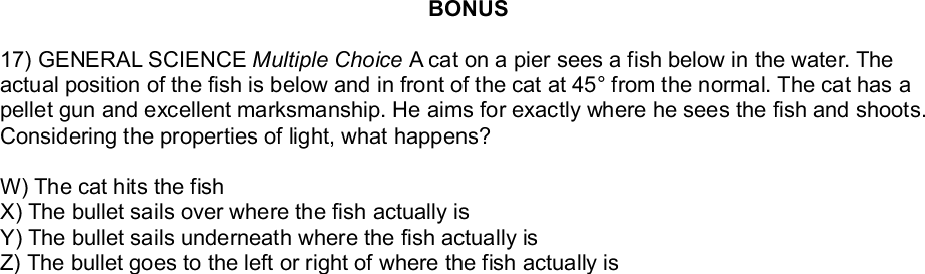 BONUS
17) GENERAL SCIENCE Multiple Choice A cat on a pier sees a fish below in the water. The
actual position of the fish is below and in front of the cat at 45° from the normal. The cat has a
pellet gun and excellent marksmanship. He aims for exactly where he sees the fish and shoots.
Considering the properties of light, what happens?
W) The cat hits the fish
X) The bullet sails over where the fish actually is
Y) The bullet sails underneath where the fish actually is
Z) The bullet goes to the left or right of where the fish actually is